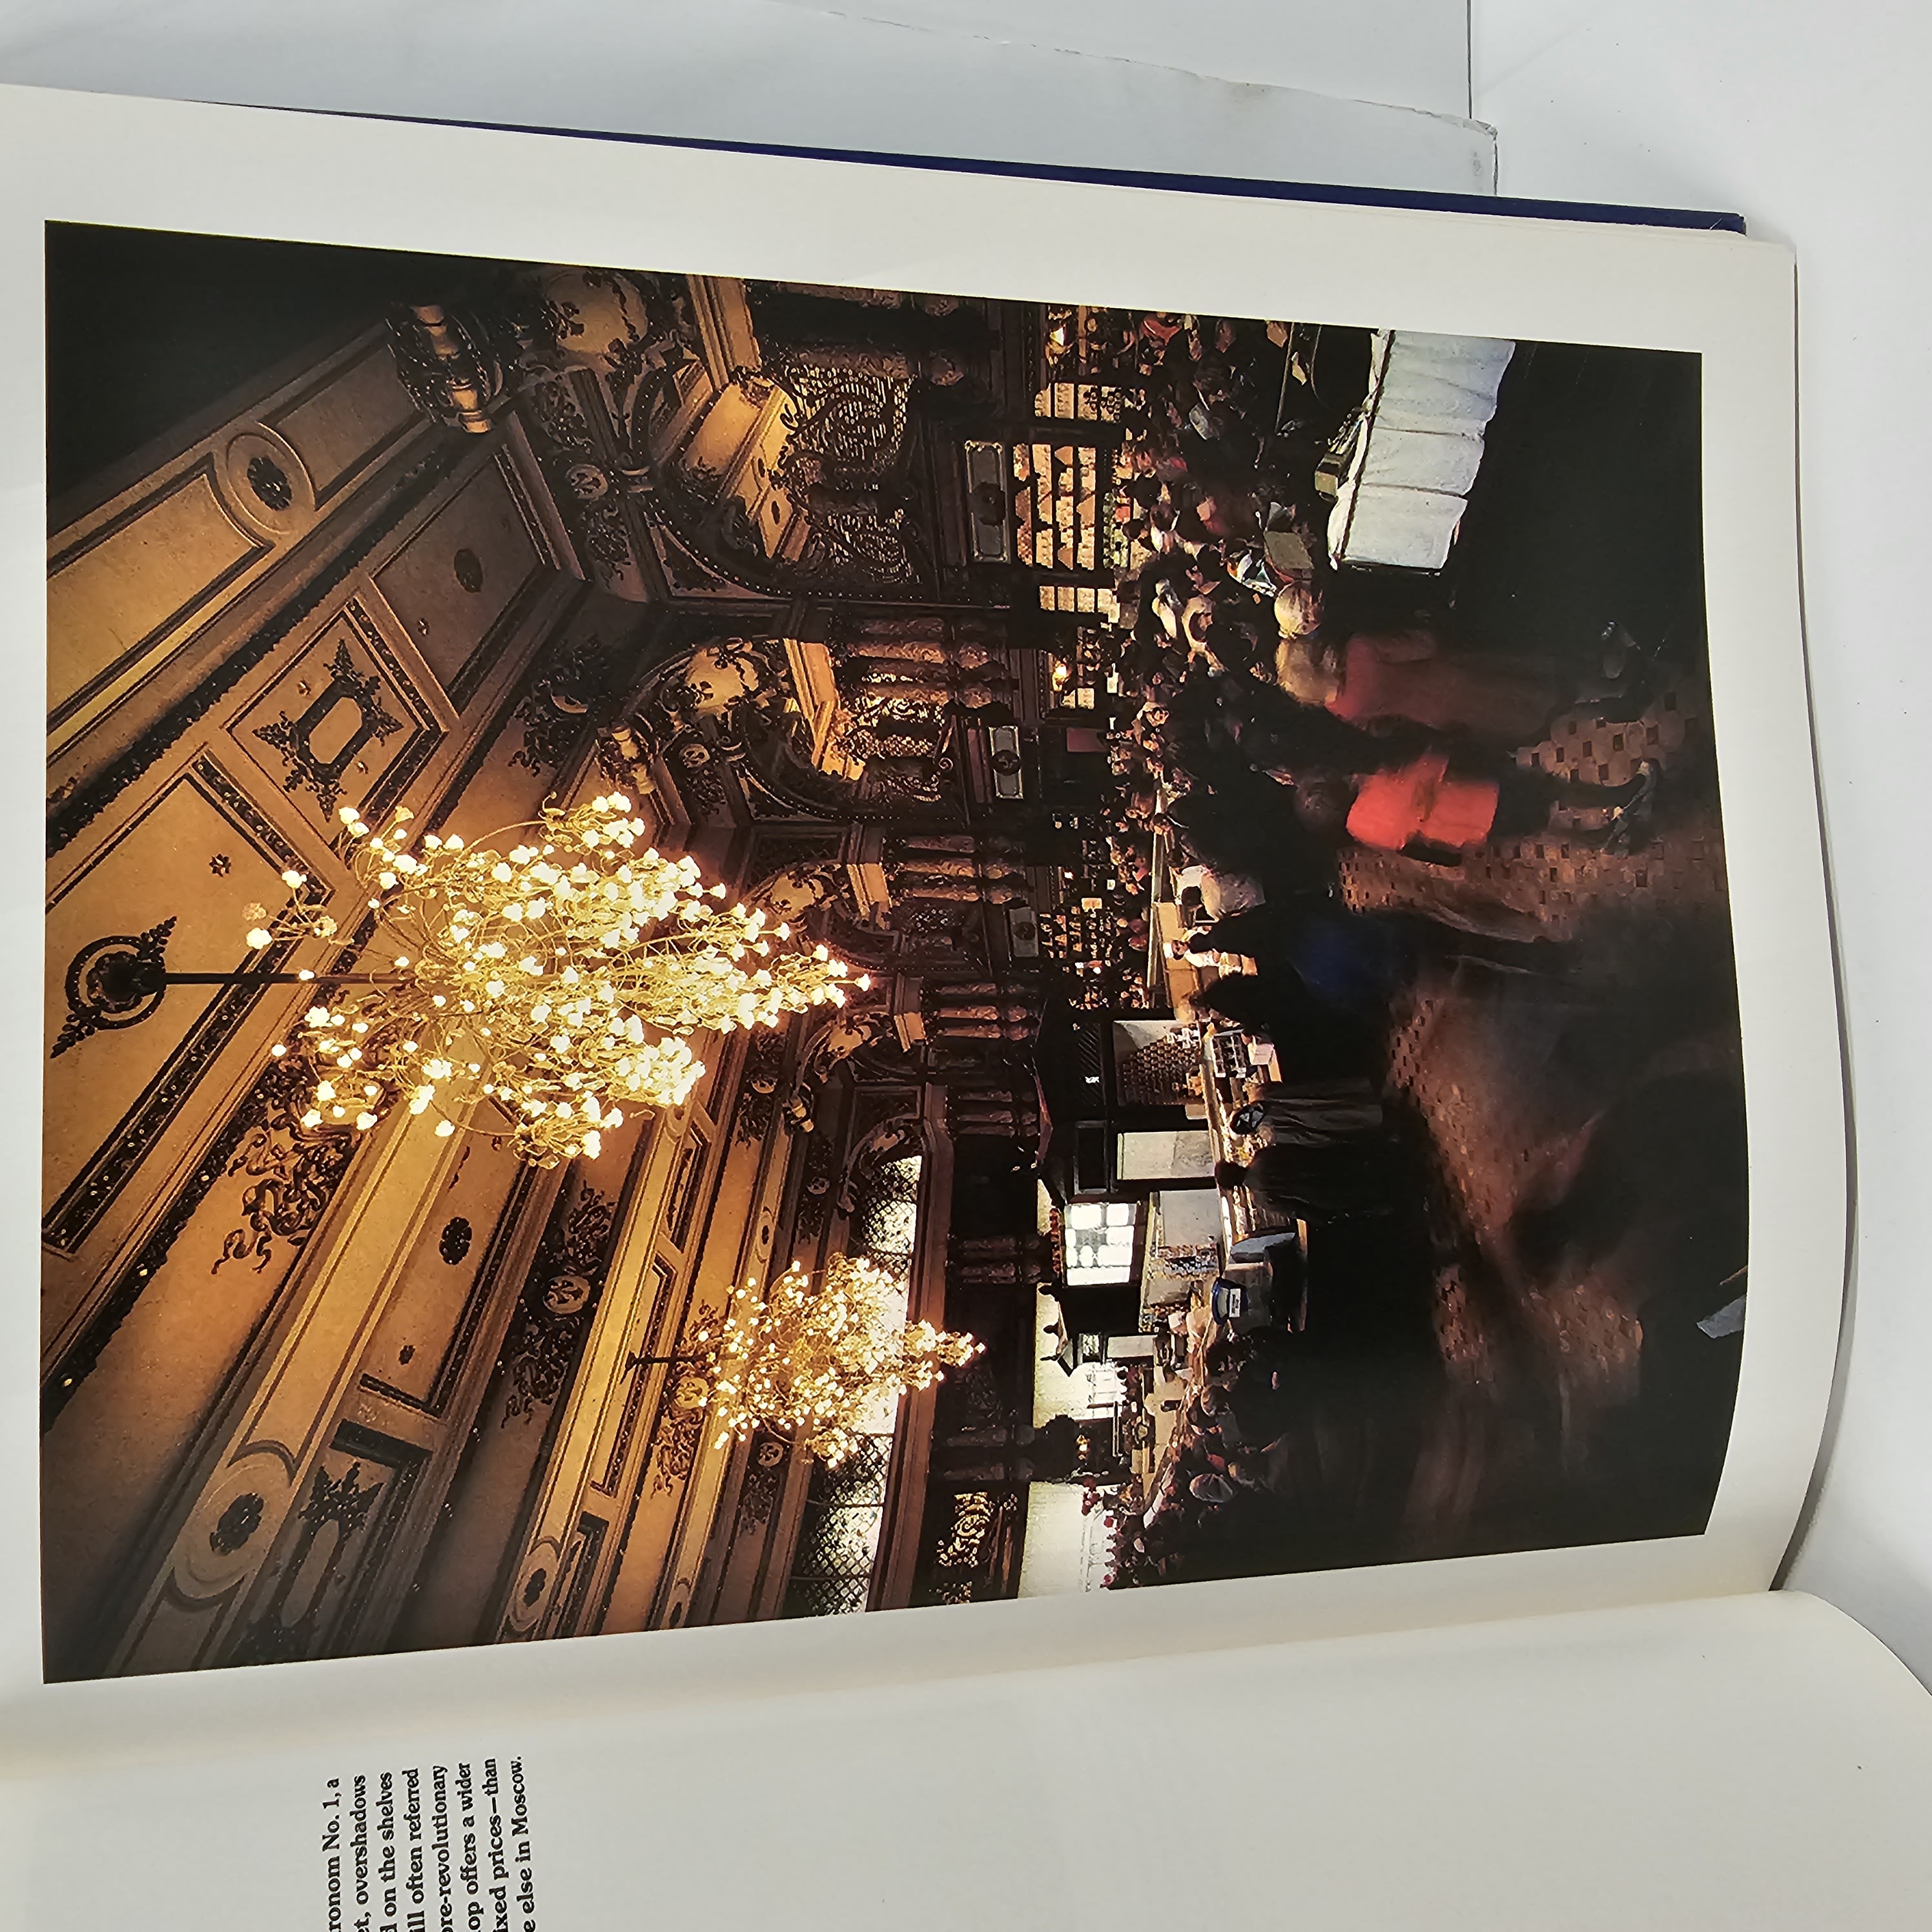 ronom No. 1, a
et, overshadows
d on the shelves
ill often referred
ore-revolutionary
op offers a wider
ixed prices—than
e else in Moscow.